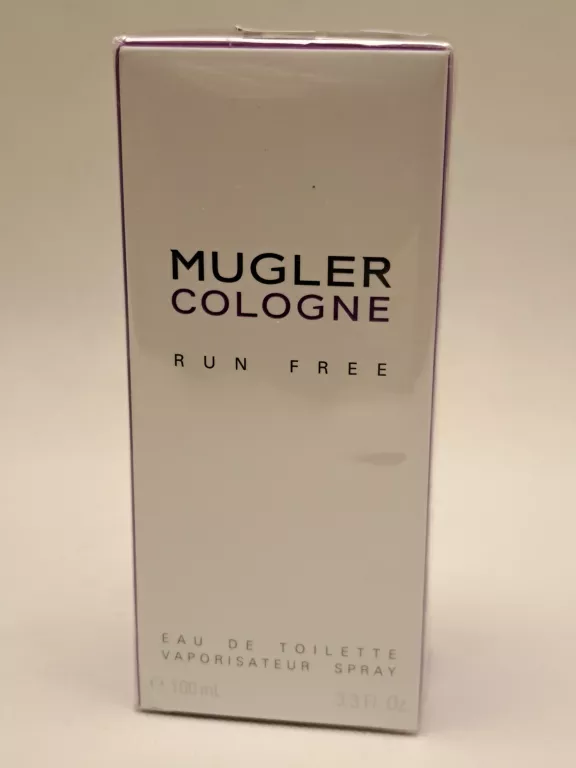 MUGLER
COLOGNE
RUN FREE
EAU DE TOILETTE
VAPORISATEUR SPRAY
℮ 100 mL 3.3 Fl. Oz.